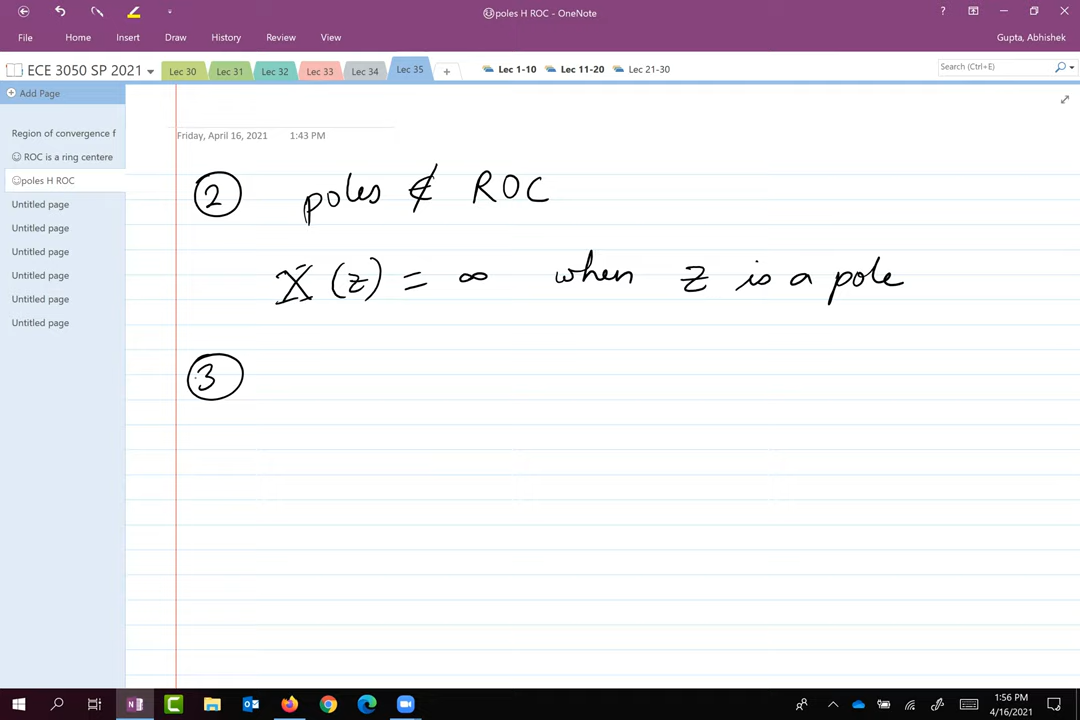 poles H ROC - OneNote
?
Gupta, Abhishek
File Home Insert Draw History Review View
ECE 3050 SP 2021 Lec 30 Lec 31 Lec 32 Lec 33 Lec 34 Lec 35 + Lec 1-10 Lec 11-20 Lec 21-30 Search (Ctrl+E)
Add Page
Region of convergence f
ROC is a ring centere
poles H ROC
Untitled page
Untitled page
Untitled page
Untitled page
Untitled page
Untitled page
Friday, April 16, 2021 1:43 PM
② poles ∉ ROC
X(z) = ∞ when z is a pole
③
1:56 PM
4/16/2021